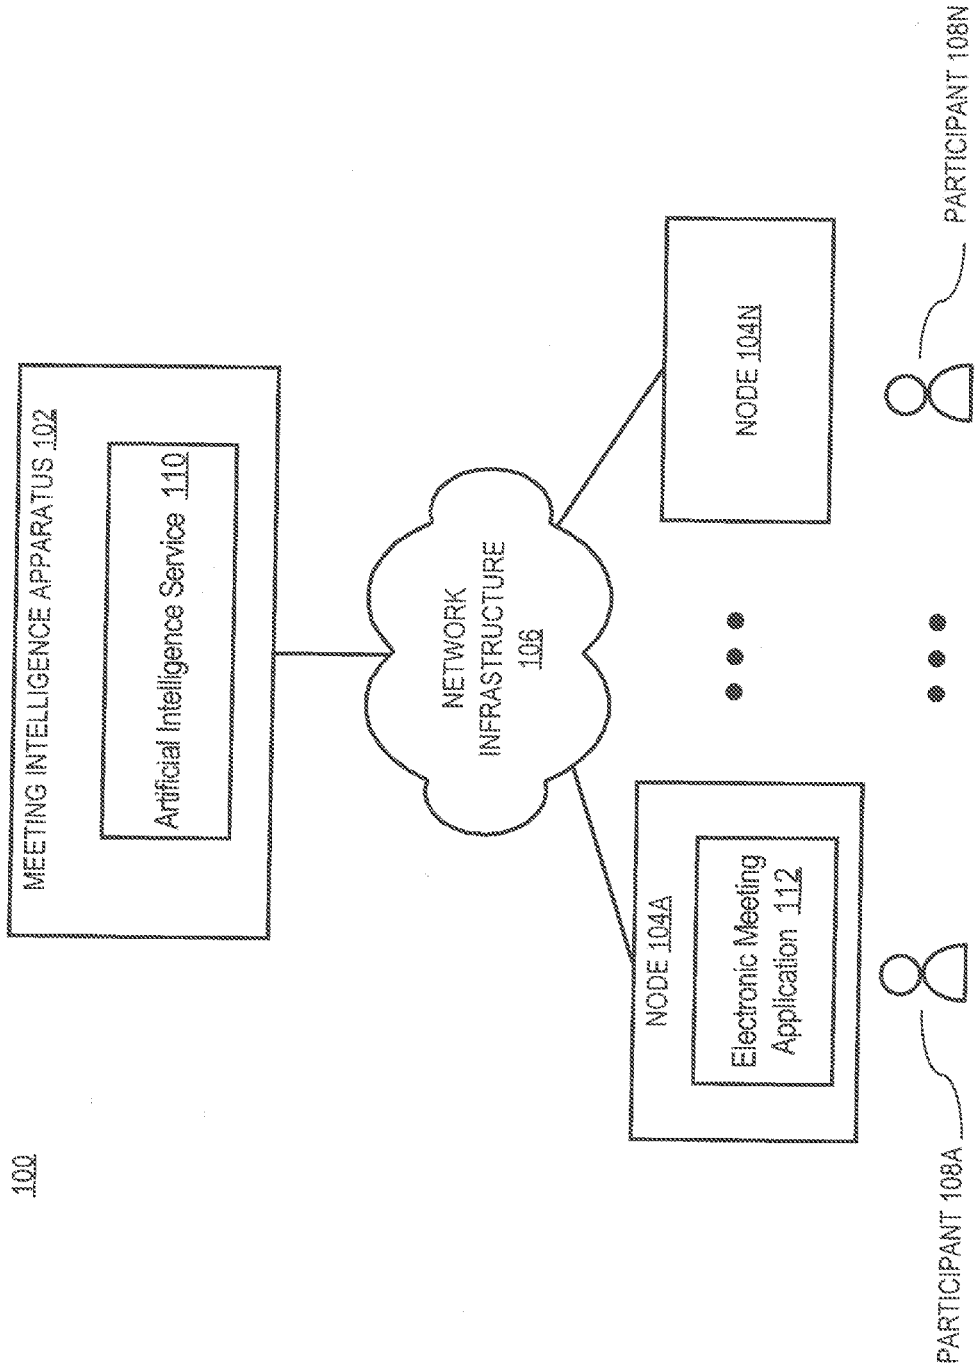 100
MEETING INTELLIGENCE APPARATUS 102
Artificial Intelligence Service 110
NETWORK
INFRASTRUCTURE
106
NODE 104A
Electronic Meeting
Application 112
NODE 104N
PARTICIPANT 108A
PARTICIPANT 108N